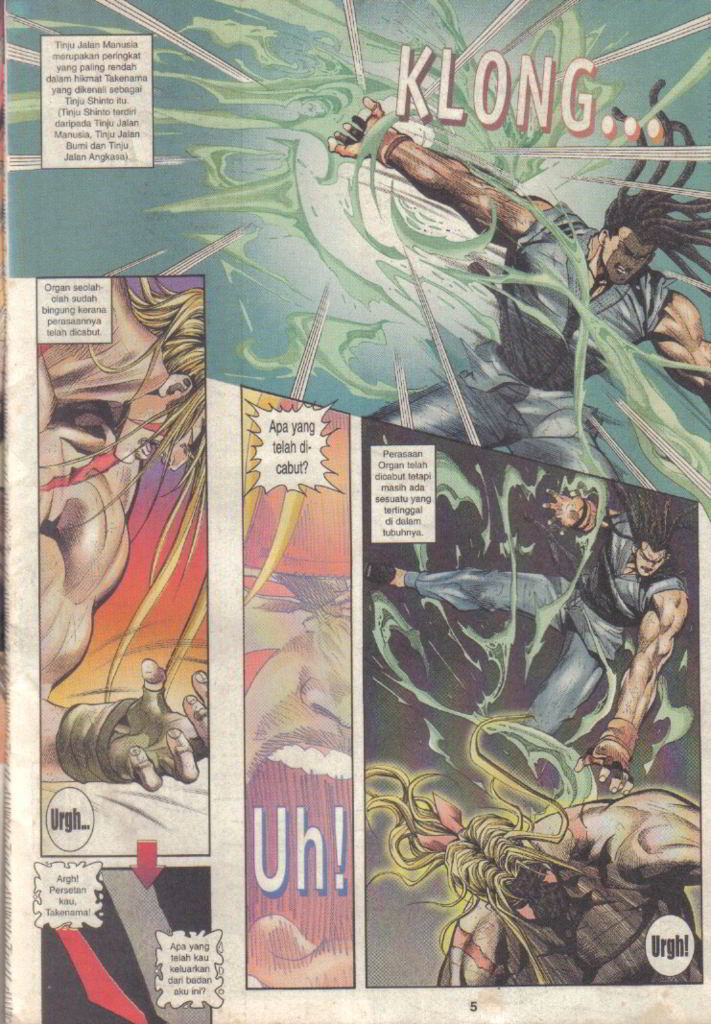 Tinju Jalan Manusia
merupakan peringkat
yang paling rendah
dalam hikmat Takenama
yang dikenali sebagai
Tinju Shinto itu.
(Tinju Shinto terdiri
daripada Tinju Jalan
Manusia, Tinju Jalan
Bumi dan Tinju
Jalan Angkasa).
KLONG...
Organ seolah-
olah sudah
bingung kerana
perasaannya
telah dicabut.
Urgh...
Apa yang
telah di-
cabut?
Uh!
Perasaan
Organ telah
dicabut tetapi
masih ada
sesuatu yang
tertinggal
di dalam
tubuhnya.
Urgh!
Argh!
Persetan
kau,
Takenama!
Apa yang
telah kau
keluarkan
dari badan
aku ini?
5